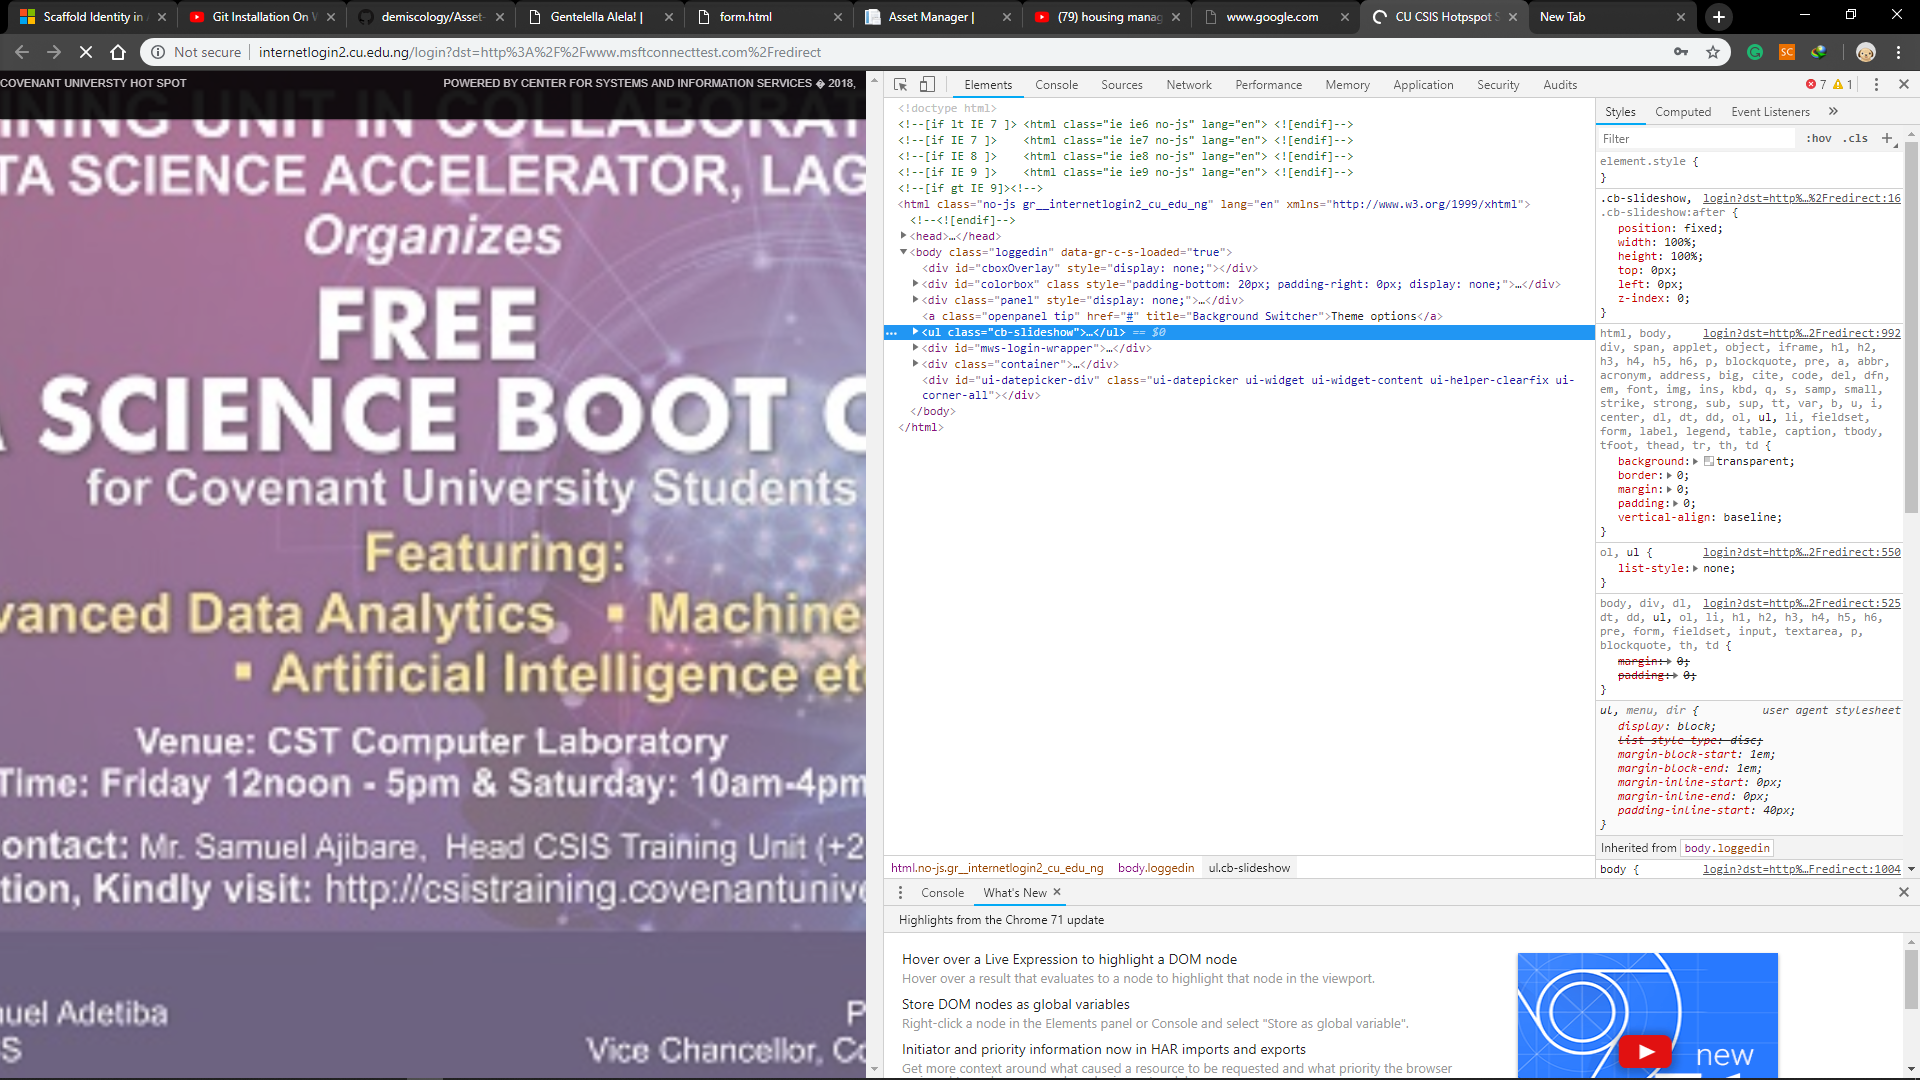 Scaffold Identity in
Git Installation On
demiscology/Asset-
Gentelella Alela! |
form.html
Asset Manager |
(79) housing manag
www.google.com
CU CSIS Hotpspot S
New Tab
Not secure
internetlogin2.cu.edu.ng/login?dst=http%3A%2F%2Fwww.msftconnecttest.com%2Fredirect
COVENANT UNIVERSTY HOT SPOT
POWERED BY CENTER FOR SYSTEMS AND INFORMATION SERVICES � 2018,
INING UNIT IN COLLABORAT
TA SCIENCE ACCELERATOR, LAG
Organizes
FREE
A SCIENCE BOOT C
for Covenant University Students
Featuring:
vanced Data Analytics ▪ Machine
▪ Artificial Intelligence et
Venue: CST Computer Laboratory
Time: Friday 12noon - 5pm & Saturday: 10am-4pm
ontact: Mr. Samuel Ajibare, Head CSIS Training Unit (+2
tion, Kindly visit: http://csistraining.covenantunive
uel Adetiba
P
S
Vice Chancellor, Co
Elements
Console
Sources
Network
Performance
Memory
Application
Security
Audits
7
1
<!doctype html>
<!--[if lt IE 7 ]> <html class="ie ie6 no-js" lang="en"> <![endif]-->
<!--[if IE 7 ]>    <html class="ie ie7 no-js" lang="en"> <![endif]-->
<!--[if IE 8 ]>    <html class="ie ie8 no-js" lang="en"> <![endif]-->
<!--[if IE 9 ]>    <html class="ie ie9 no-js" lang="en"> <![endif]-->
<!--[if gt IE 9]><!-->
<html class="no-js gr__internetlogin2_cu_edu_ng" lang="en" xmlns="http://www.w3.org/1999/xhtml">
<!--<![endif]-->
<head>…</head>
<body class="loggedin" data-gr-c-s-loaded="true">
<div id="cboxOverlay" style="display: none;"></div>
<div id="colorbox" class style="padding-bottom: 20px; padding-right: 0px; display: none;">…</div>
<div class="panel" style="display: none;">…</div>
<a class="openpanel tip" href="#" title="Background Switcher">Theme options</a>
<ul class="cb-slideshow">…</ul> == $0
<div id="mws-login-wrapper">…</div>
<div class="container">…</div>
<div id="ui-datepicker-div" class="ui-datepicker ui-widget ui-widget-content ui-helper-clearfix ui-
corner-all"></div>
</body>
</html>
html.no-js.gr__internetlogin2_cu_edu_ng
body.loggedin
ul.cb-slideshow
Styles
Computed
Event Listeners
Filter
:hov
.cls
element.style {
}
.cb-slideshow, login?dst=http%…%2Fredirect:16
.cb-slideshow:after {
position: fixed;
width: 100%;
height: 100%;
top: 0px;
left: 0px;
z-index: 0;
}
html, body, login?dst=http%…2Fredirect:992
div, span, applet, object, iframe, h1, h2,
h3, h4, h5, h6, p, blockquote, pre, a, abbr,
acronym, address, big, cite, code, del, dfn,
em, font, img, ins, kbd, q, s, samp, small,
strike, strong, sub, sup, tt, var, b, u, i,
center, dl, dt, dd, ol, ul, li, fieldset,
form, label, legend, table, caption, tbody,
tfoot, thead, tr, th, td {
background: transparent;
border: 0;
margin: 0;
padding: 0;
vertical-align: baseline;
}
ol, ul { login?dst=http%…2Fredirect:550
list-style: none;
}
body, div, dl, login?dst=http%…2Fredirect:525
dt, dd, ul, ol, li, h1, h2, h3, h4, h5, h6,
pre, form, fieldset, input, textarea, p,
blockquote, th, td {
margin: 0;
padding: 0;
}
ul, menu, dir { user agent stylesheet
display: block;
list-style-type: disc;
margin-block-start: 1em;
margin-block-end: 1em;
margin-inline-start: 0px;
margin-inline-end: 0px;
padding-inline-start: 40px;
}
Inherited from body.loggedin
body { login?dst=http%…Fredirect:1004
Console
What's New
Highlights from the Chrome 71 update
Hover over a Live Expression to highlight a DOM node
Hover over a result that evaluates to a node to highlight that node in the viewport.
Store DOM nodes as global variables
Right-click a node in the Elements panel or Console and select "Store as global variable".
Initiator and priority information now in HAR imports and exports
Get more context around what caused a resource to be requested and what priority the browser
new